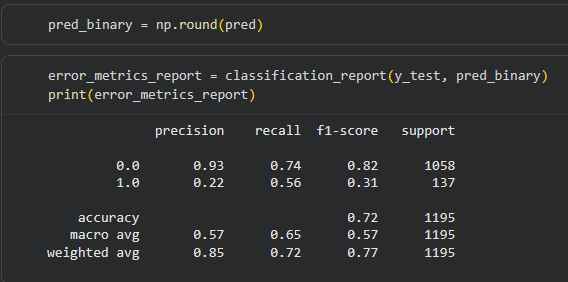 pred_binary = np.round(pred)
error_metrics_report = classification_report(y_test, pred_binary)
print(error_metrics_report)
precision recall f1-score support
0.0 0.93 0.74 0.82 1058
1.0 0.22 0.56 0.31 137
accuracy 0.72 1195
macro avg 0.57 0.65 0.57 1195
weighted avg 0.85 0.72 0.77 1195